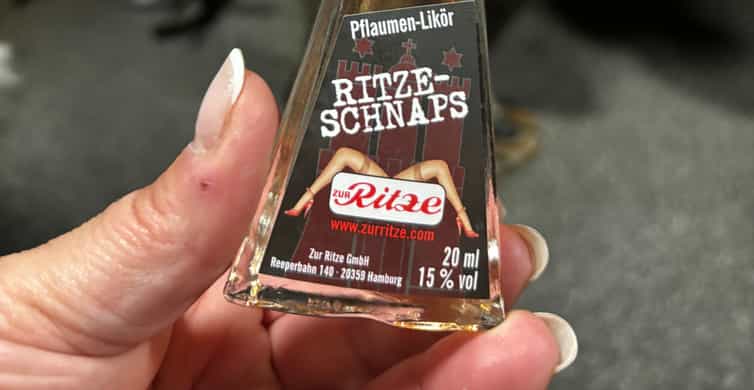 Pflaumen-Likör
RITZE-
SCHNAPS
ZUR Ritze
www.zurritze.com
Zur Ritze GmbH
Reeperbahn 140 · 20359 Hamburg
20 ml
15 % vol